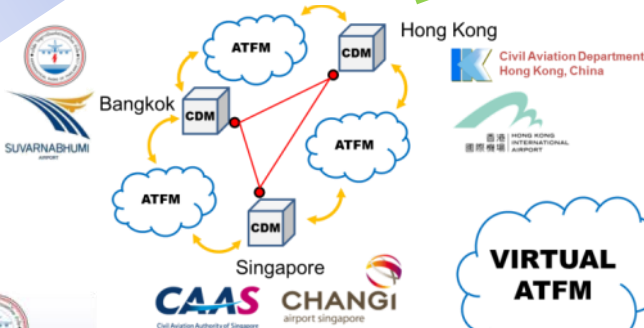 ATFM
CDM
Hong Kong
Civil Aviation Department
Hong Kong, China
Bangkok
CDM
SUVARNABHUMI
AIRPORT
ATFM
香港
國際機場
HONG KONG
INTERNATIONAL
AIRPORT
ATFM
CDM
Singapore
CAAS
Civil Aviation Authority of Singapore
CHANGI
airport singapore
VIRTUAL
ATFM